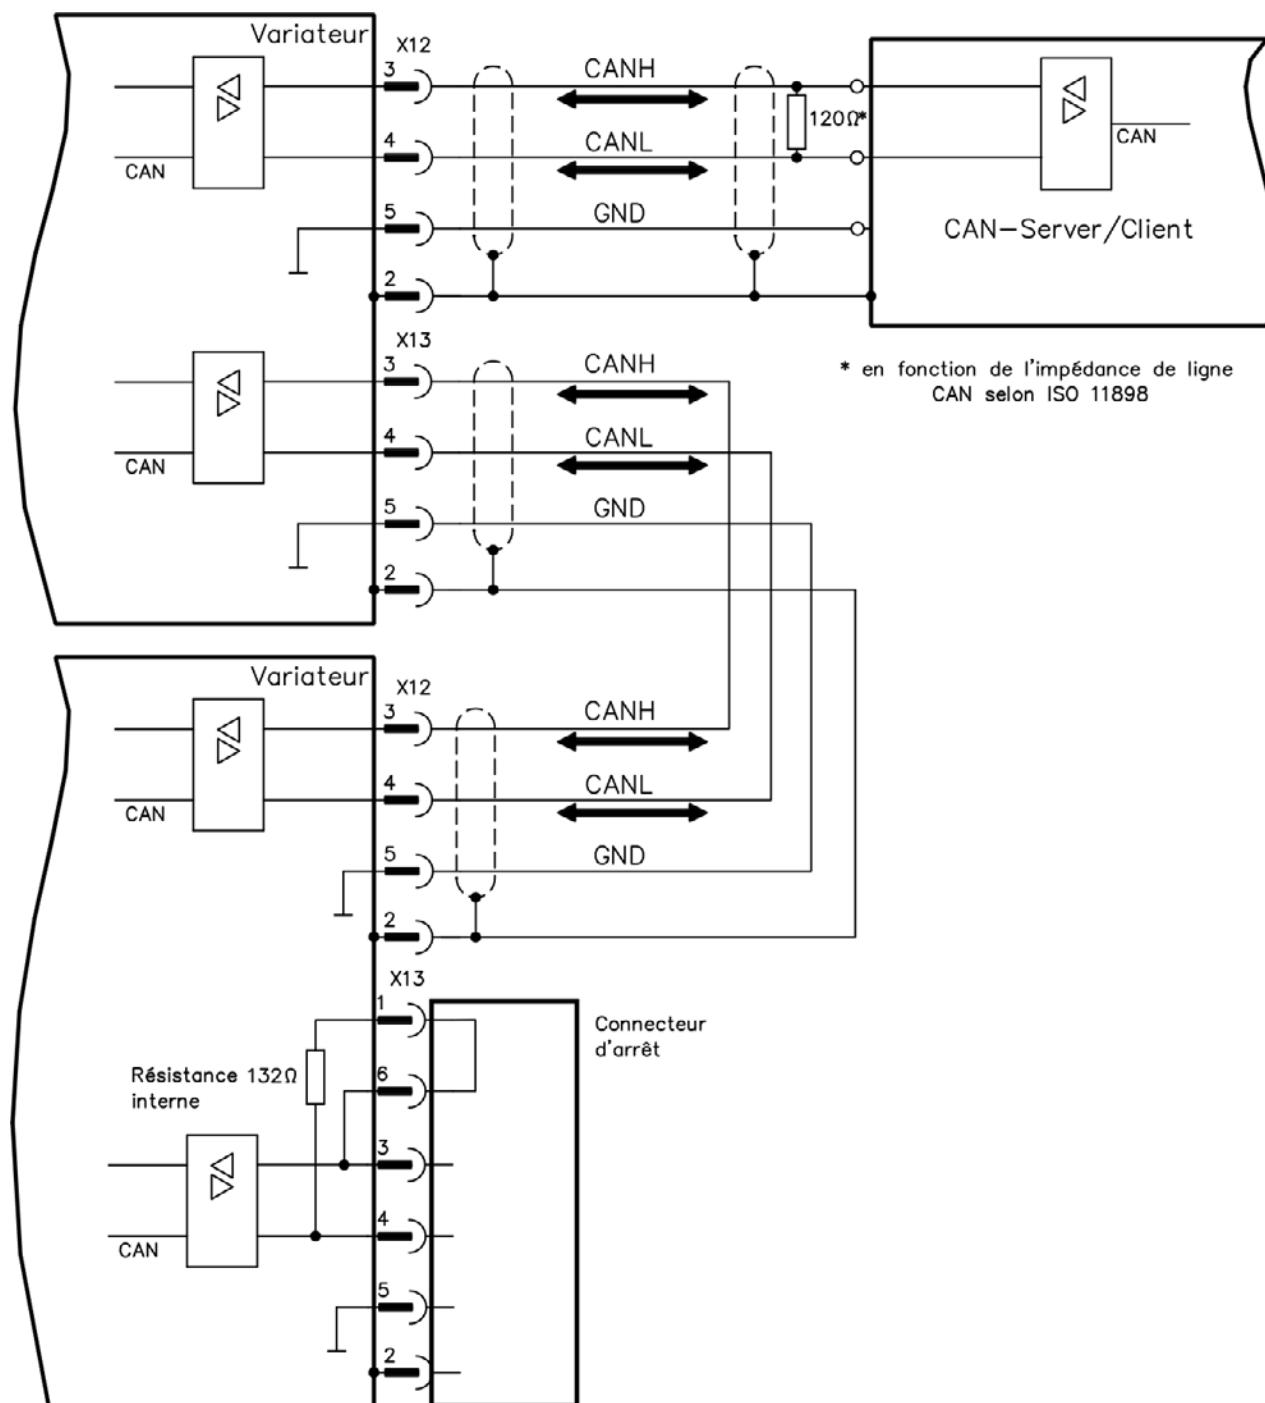 Variateur
X12
3
CANH
120Ω*
4
CANL
CAN
CAN
5
GND
CAN-Server/Client
2
X13
3
CANH
* en fonction de l'impédance de ligne
CAN selon ISO 11898
4
CANL
CAN
5
GND
2
Variateur
X12
3
CANH
4
CANL
CAN
5
GND
2
X13
1
Connecteur
d'arrêt
Résistance 132Ω
interne
6
3
4
CAN
5
2